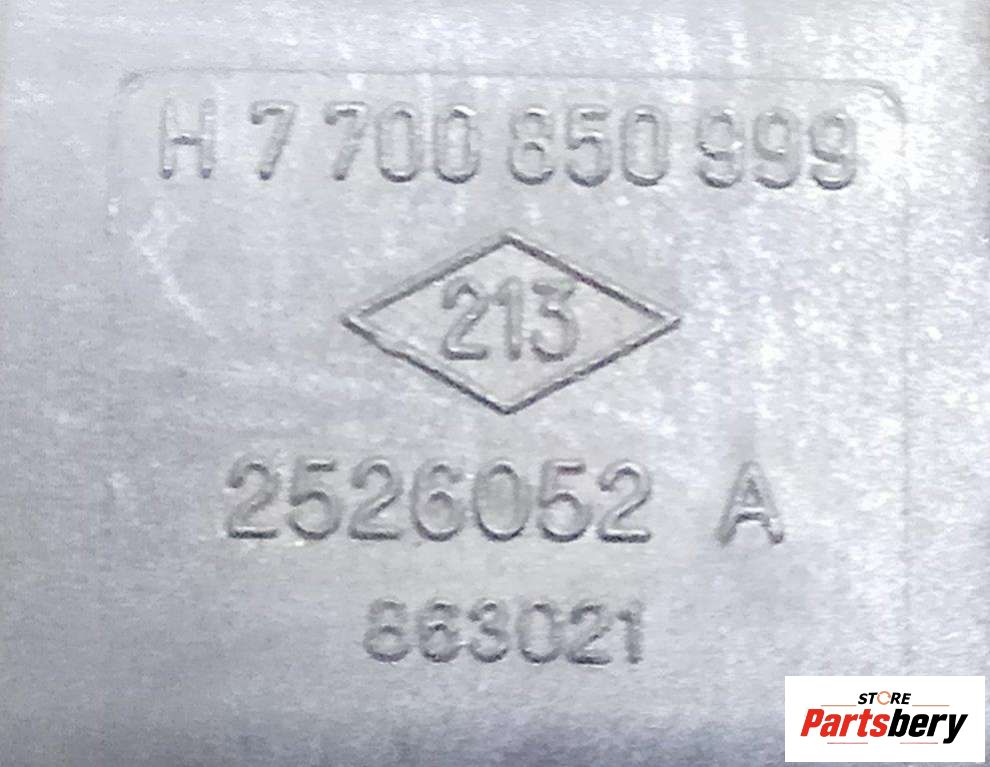 H 7 700 850 999
213
2526052 A
863021
STORE
Partsbery